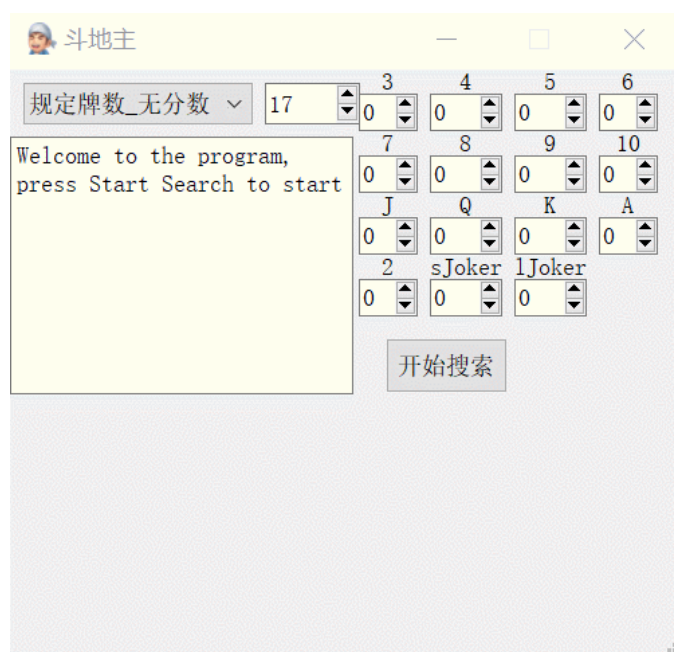 斗地主
规定牌数_无分数 17
Welcome to the program,
press Start Search to start
3 4 5 6
0 0 0 0
7 8 9 10
0 0 0 0
J Q K A
0 0 0 0
2 sJoker lJoker
0 0 0
开始搜索